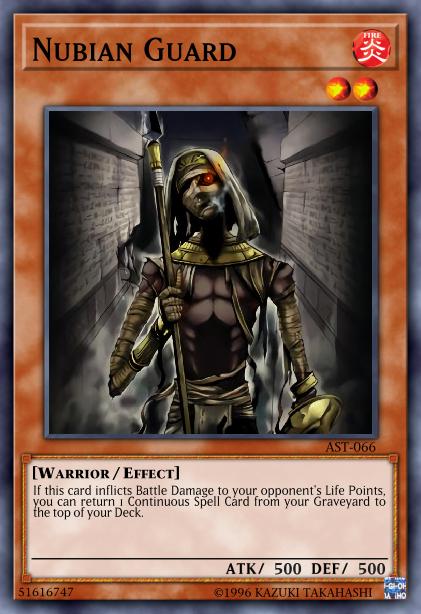 NUBIAN GUARD
FIRE
炎
AST-066
[WARRIOR / EFFECT]
If this card inflicts Battle Damage to your opponent's Life Points,
you can return 1 Continuous Spell Card from your Graveyard to
the top of your Deck.
ATK/ 500 DEF/ 500
51616747
©1996 KAZUKI TAKAHASHI